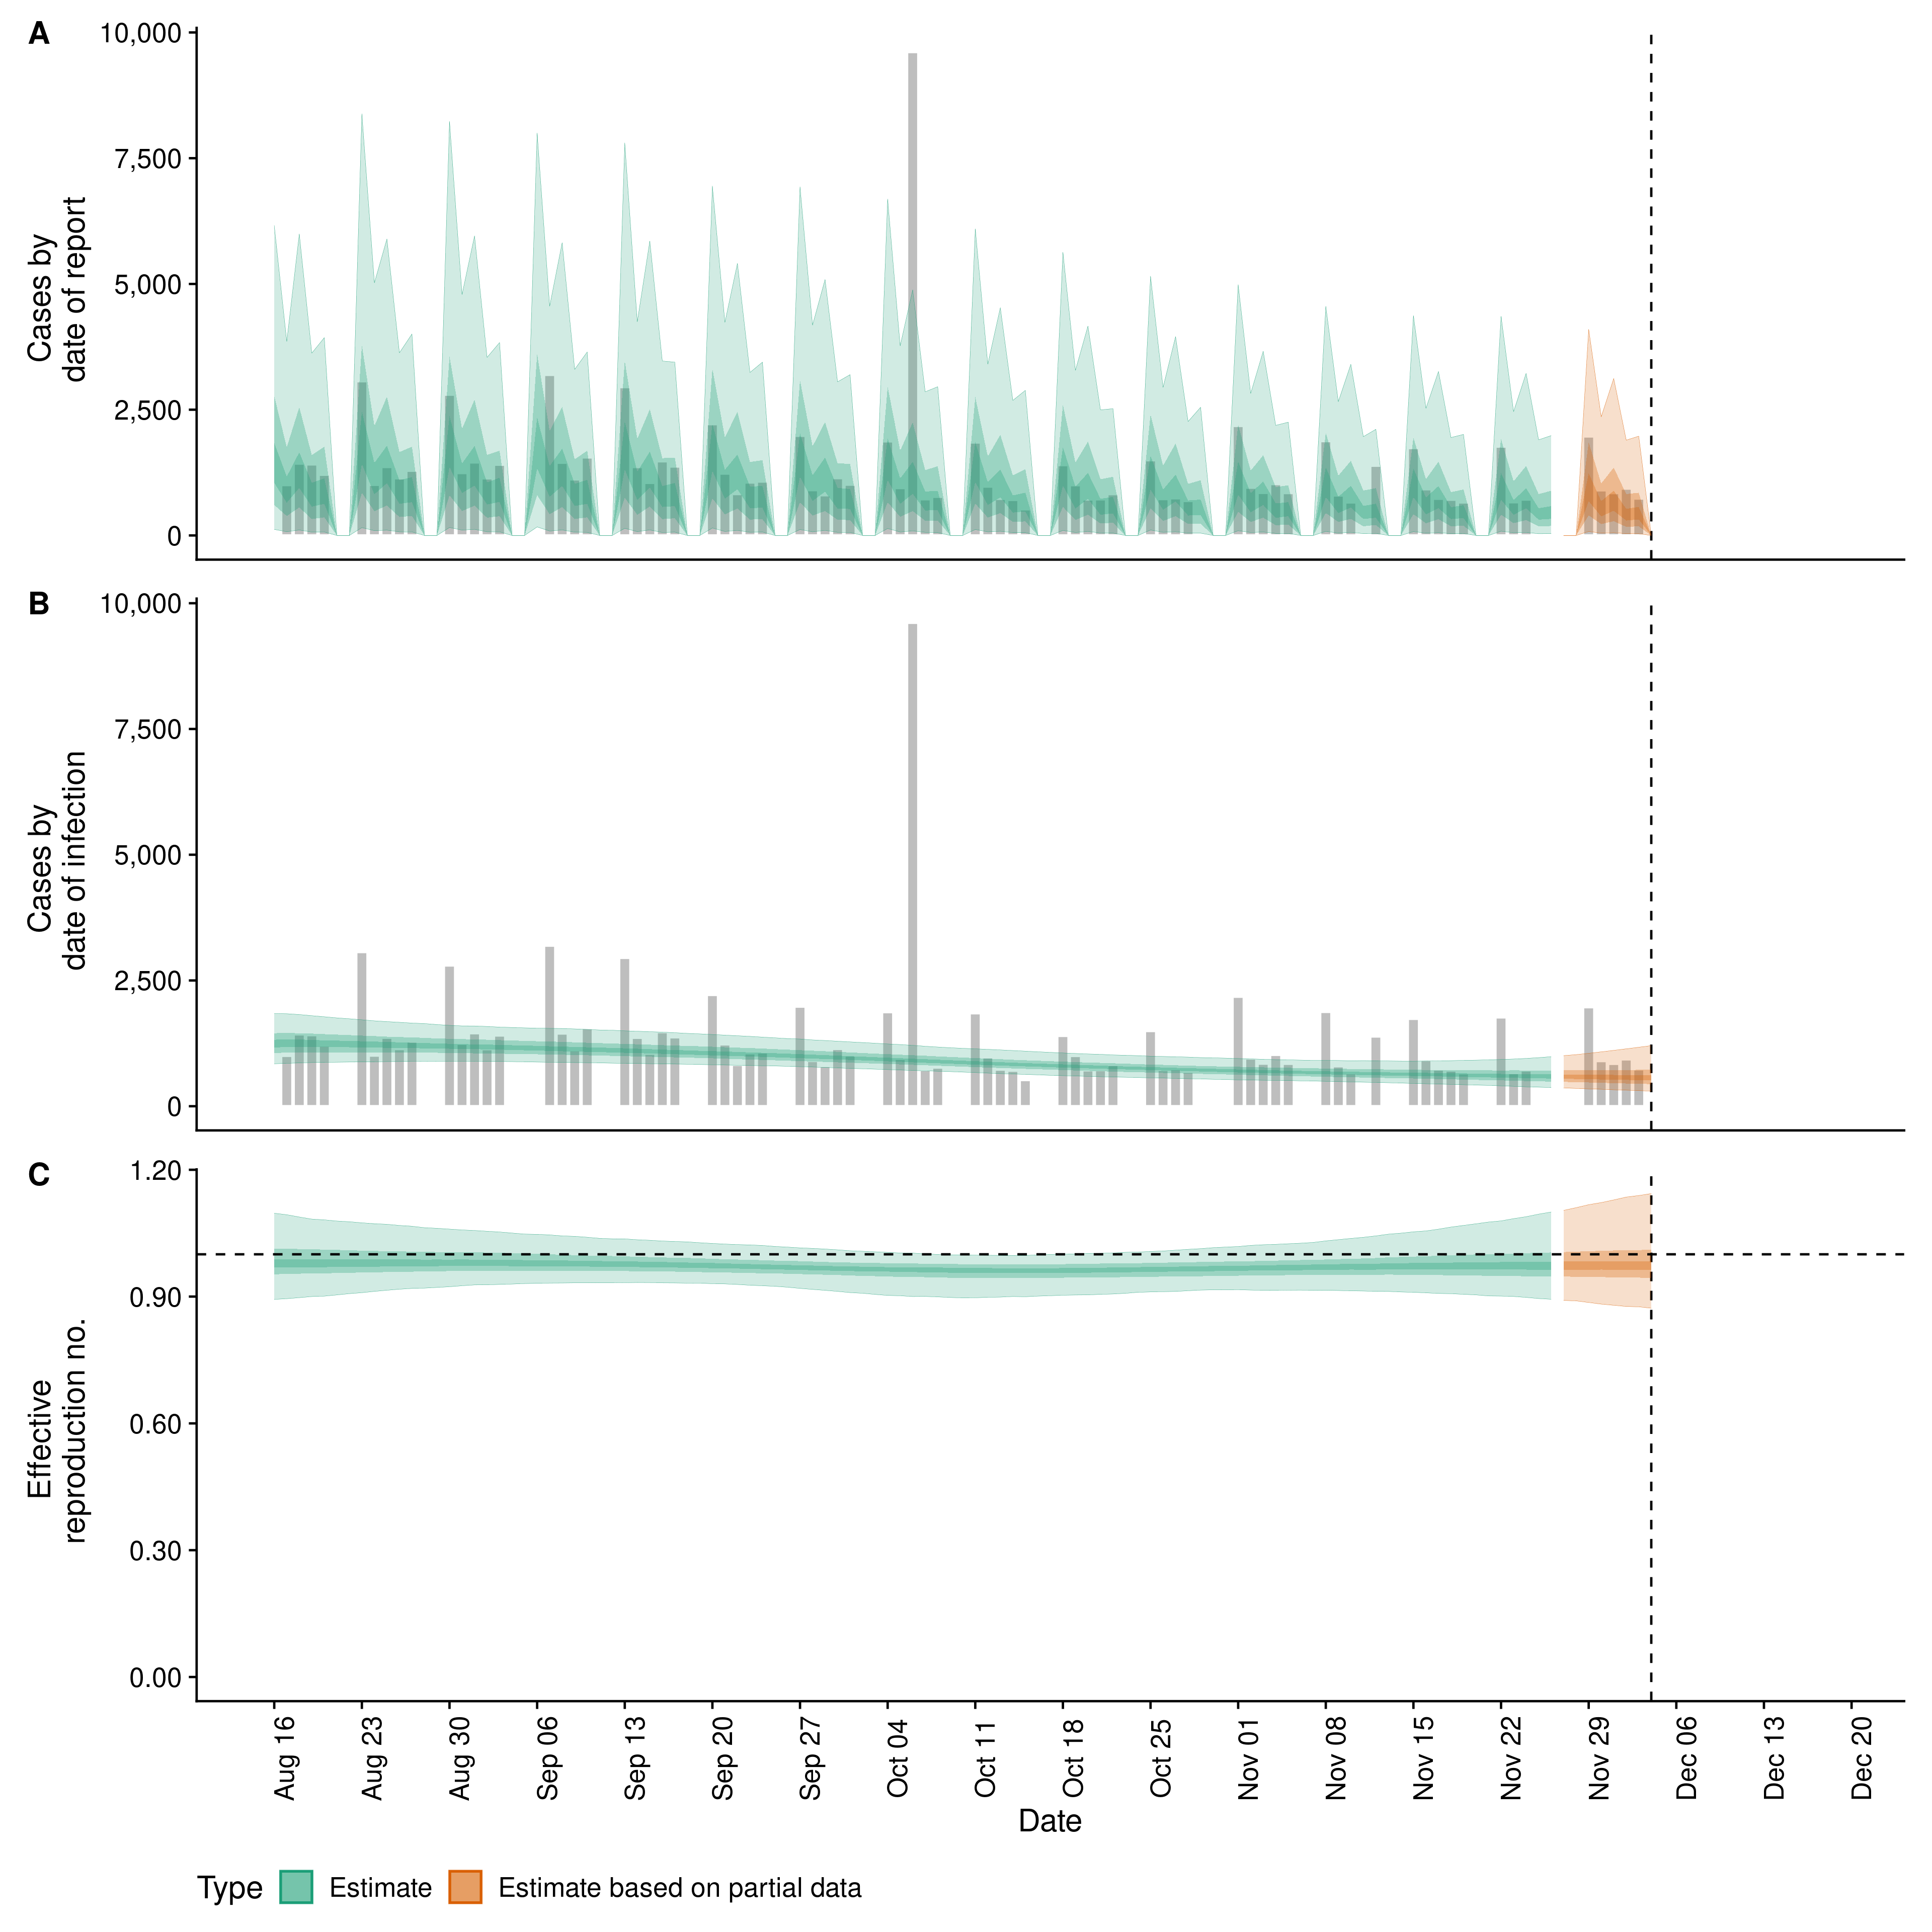 A
10,000
7,500
5,000
2,500
0
Cases by
date of report
B
10,000
7,500
5,000
2,500
0
Cases by
date of infection
C
1.20
0.90
0.60
0.30
0.00
Effective
reproduction no.
Aug 16
Aug 23
Aug 30
Sep 06
Sep 13
Sep 20
Sep 27
Oct 04
Oct 11
Oct 18
Oct 25
Nov 01
Nov 08
Nov 15
Nov 22
Nov 29
Dec 06
Dec 13
Dec 20
Date
Type Estimate Estimate based on partial data